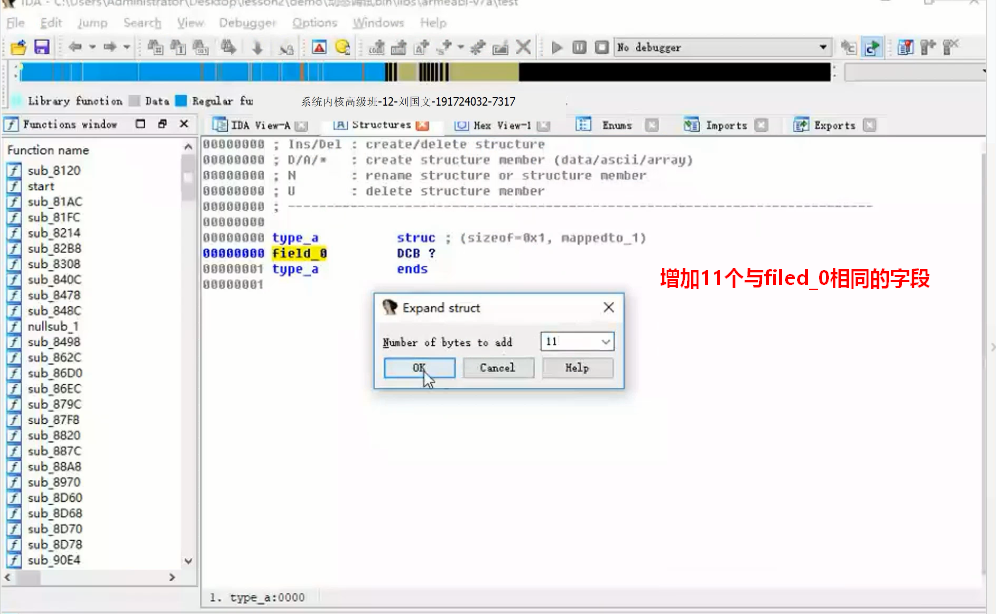 IDA - C:\Users\Administrator\Desktop\lesson2\demo\
\libs\armeabi-v7a\test
File Edit Jump Search View Debugger Options Windows Help
No debugger
Library function Data Regular fu
系统内核高级班-12-刘国文-191724032-7317
Functions window
IDA View-A Structures Hex View-1 Enums Imports Exports
Function name
sub_8120
start
sub_81AC
sub_81FC
sub_8214
sub_82B8
sub_8308
sub_840C
sub_8478
sub_848C
nullsub_1
sub_8498
sub_862C
sub_86D0
sub_86EC
sub_879C
sub_87F8
sub_8820
sub_887C
sub_88A8
sub_8970
sub_8D60
sub_8D68
sub_8D70
sub_8D78
sub_90E4
00000000 ; Ins/Del : create/delete structure
00000000 ; D/A/* : create structure member (data/ascii/array)
00000000 ; N : rename structure or structure member
00000000 ; U : delete structure member
00000000 ; ---------------------------------------------------------------------------
00000000
00000000 type_a struc ; (sizeof=0x1, mappedto_1)
00000000 field_0 DCB ?
00000001 type_a ends
00000001
增加11个与filed_0相同的字段
Expand struct
Number of bytes to add 11
OK Cancel Help
1. type_a:0000